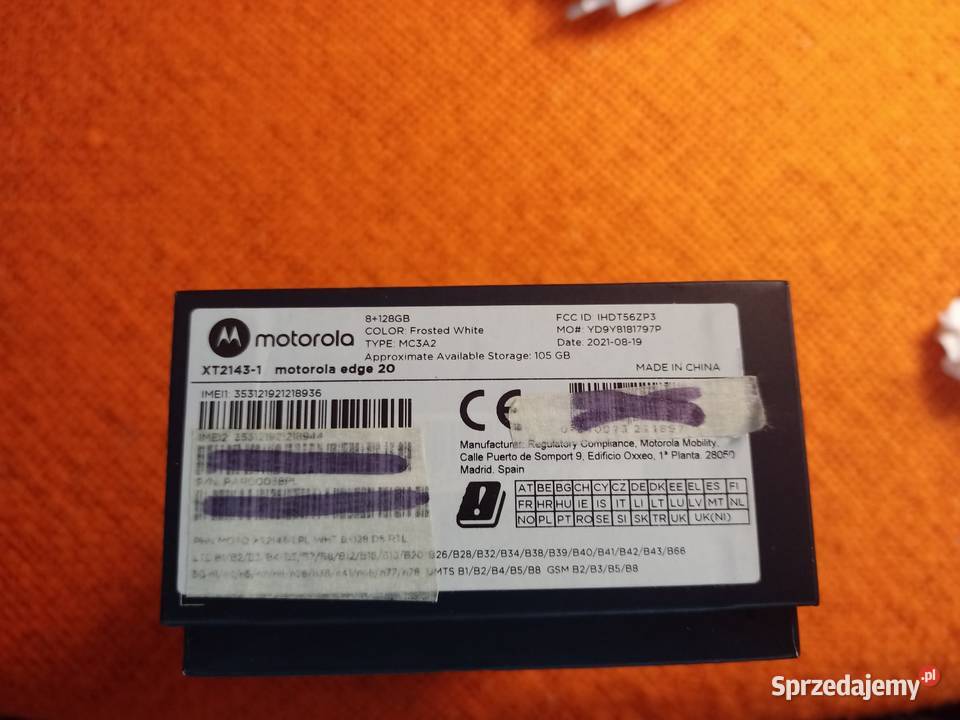 motorola
8+128GB
COLOR: Frosted White
TYPE: MC3A2
Approximate Available Storage: 105 GB
FCC ID: IHDT56ZP3
MO#: YD9Y8181797P
Date: 2021-08-19
XT2143-1 motorola edge 20
MADE IN CHINA
IMEI1: 353121921218936
IMEI2: 353121921218944
CE
Manufacturer: Regulatory Compliance, Motorola Mobility.
Calle Puerto de Somport 9, Edificio Oxxeo, 1ª Planta. 28050
Madrid. Spain
AT BE BG CH CY CZ DE DK EE EL ES FI
FR HR HU IE IS IT LI LT LU LV MT NL
NO PL PT RO SE SI SK TR UK UK(NI)
B26/B28/B32/B34/B38/B39/B40/B41/B42/B43/B66
UMTS B1/B2/B4/B5/B8 GSM B2/B3/B5/B8
Sprzedajemy.pl